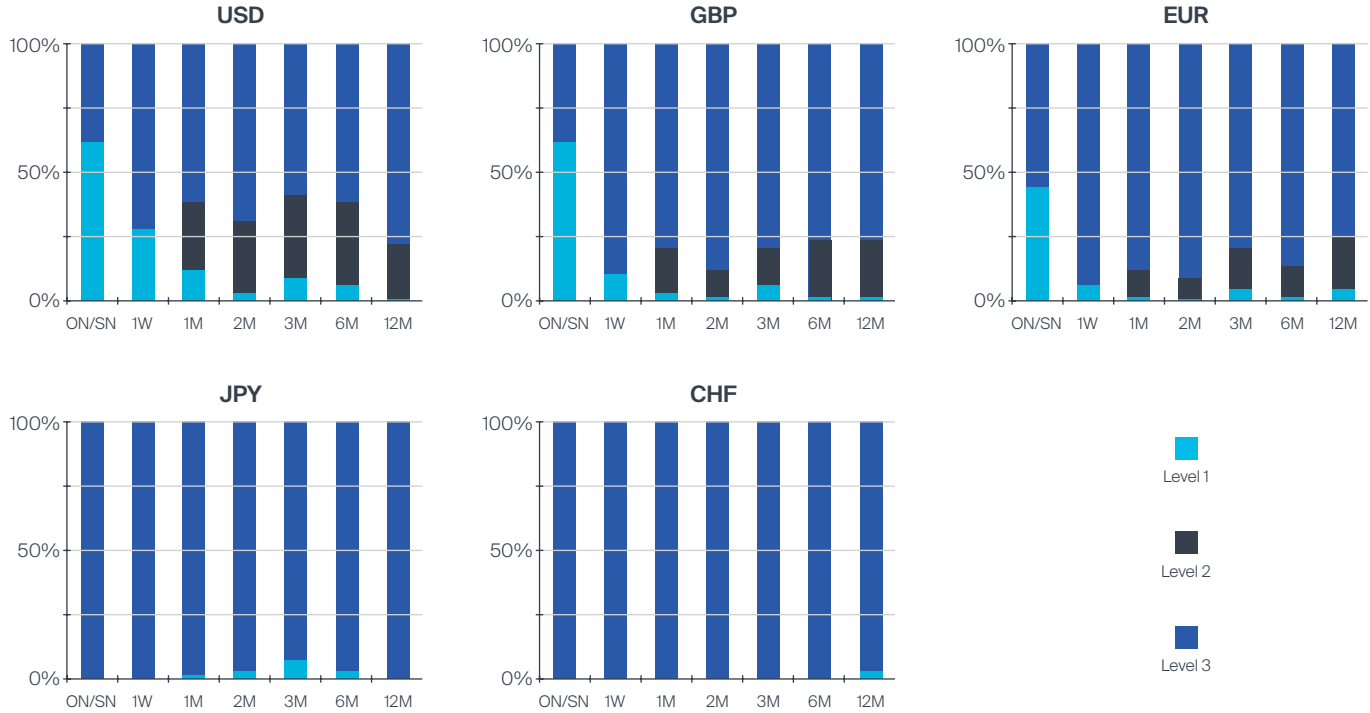 USD
100%
50%
0%
ON/SN 1W 1M 2M 3M 6M 12M
GBP
100%
50%
0%
ON/SN 1W 1M 2M 3M 6M 12M
EUR
100%
50%
0%
ON/SN 1W 1M 2M 3M 6M 12M
JPY
100%
50%
0%
ON/SN 1W 1M 2M 3M 6M 12M
CHF
100%
50%
0%
ON/SN 1W 1M 2M 3M 6M 12M
Level 1
Level 2
Level 3